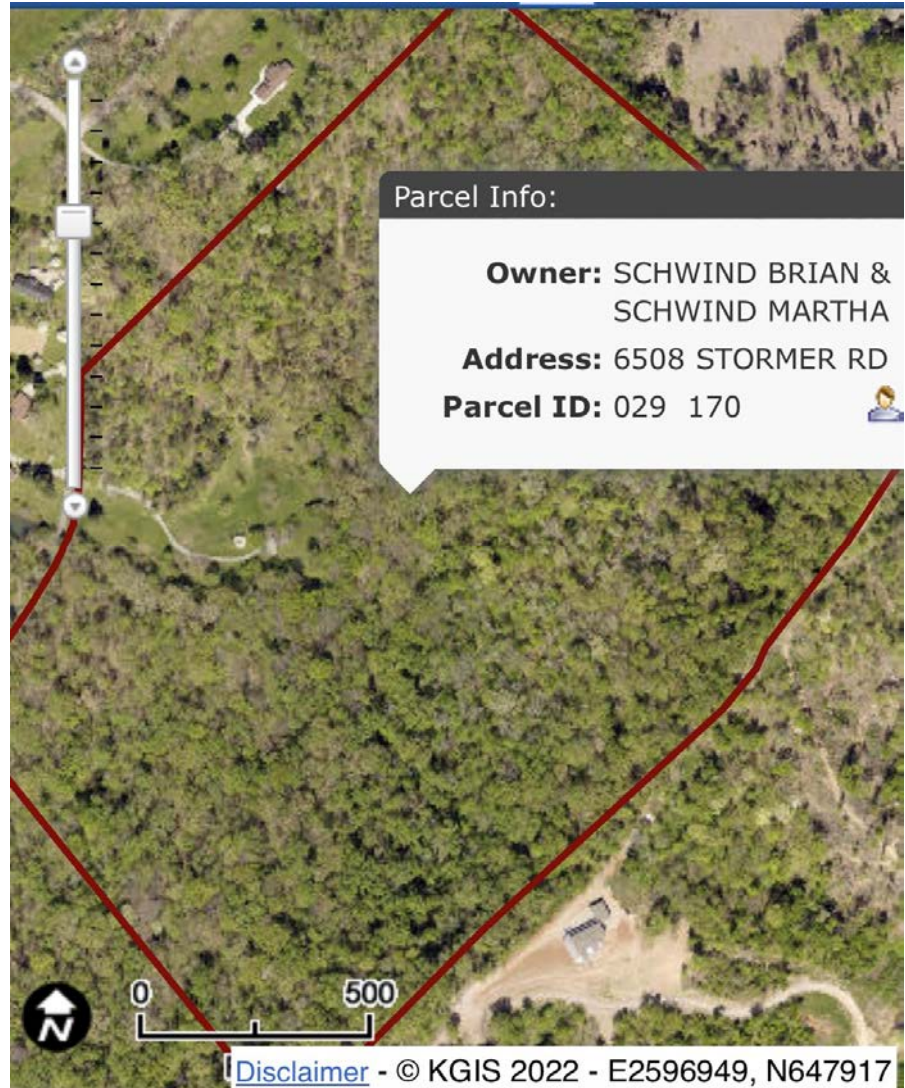 Parcel Info:
Owner: SCHWIND BRIAN &
SCHWIND MARTHA
Address: 6508 STORMER RD
Parcel ID: 029 170
0 500
N
Disclaimer - © KGIS 2022 - E2596949, N647917